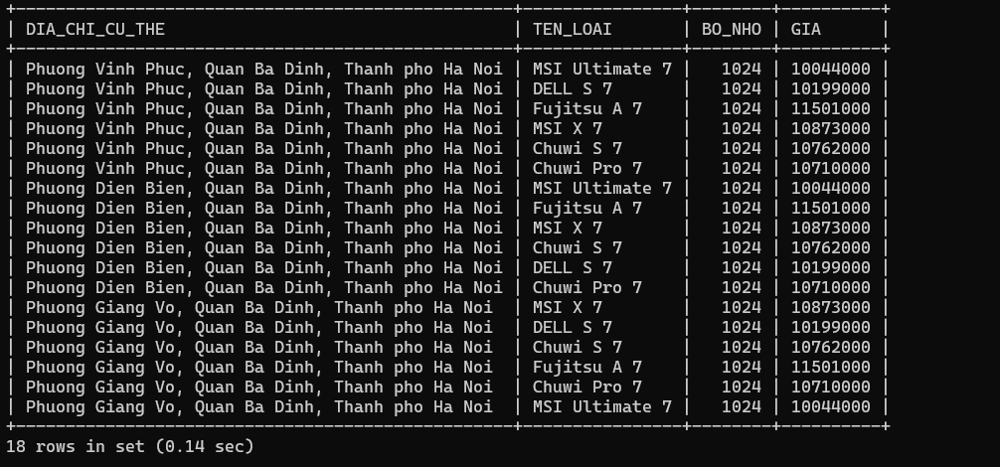 | DIA_CHI_CU_THE | TEN_LOAI | BO_NHO | GIA |
| Phuong Vinh Phuc, Quan Ba Dinh, Thanh pho Ha Noi | MSI Ultimate 7 | 1024 | 10044000 |
| Phuong Vinh Phuc, Quan Ba Dinh, Thanh pho Ha Noi | DELL S 7 | 1024 | 10199000 |
| Phuong Vinh Phuc, Quan Ba Dinh, Thanh pho Ha Noi | Fujitsu A 7 | 1024 | 11501000 |
| Phuong Vinh Phuc, Quan Ba Dinh, Thanh pho Ha Noi | MSI X 7 | 1024 | 10873000 |
| Phuong Vinh Phuc, Quan Ba Dinh, Thanh pho Ha Noi | Chuwi S 7 | 1024 | 10762000 |
| Phuong Vinh Phuc, Quan Ba Dinh, Thanh pho Ha Noi | Chuwi Pro 7 | 1024 | 10710000 |
| Phuong Dien Bien, Quan Ba Dinh, Thanh pho Ha Noi | MSI Ultimate 7 | 1024 | 10044000 |
| Phuong Dien Bien, Quan Ba Dinh, Thanh pho Ha Noi | Fujitsu A 7 | 1024 | 11501000 |
| Phuong Dien Bien, Quan Ba Dinh, Thanh pho Ha Noi | MSI X 7 | 1024 | 10873000 |
| Phuong Dien Bien, Quan Ba Dinh, Thanh pho Ha Noi | Chuwi S 7 | 1024 | 10762000 |
| Phuong Dien Bien, Quan Ba Dinh, Thanh pho Ha Noi | DELL S 7 | 1024 | 10199000 |
| Phuong Dien Bien, Quan Ba Dinh, Thanh pho Ha Noi | Chuwi Pro 7 | 1024 | 10710000 |
| Phuong Giang Vo, Quan Ba Dinh, Thanh pho Ha Noi | MSI X 7 | 1024 | 10873000 |
| Phuong Giang Vo, Quan Ba Dinh, Thanh pho Ha Noi | DELL S 7 | 1024 | 10199000 |
| Phuong Giang Vo, Quan Ba Dinh, Thanh pho Ha Noi | Chuwi S 7 | 1024 | 10762000 |
| Phuong Giang Vo, Quan Ba Dinh, Thanh pho Ha Noi | Fujitsu A 7 | 1024 | 11501000 |
| Phuong Giang Vo, Quan Ba Dinh, Thanh pho Ha Noi | Chuwi Pro 7 | 1024 | 10710000 |
| Phuong Giang Vo, Quan Ba Dinh, Thanh pho Ha Noi | MSI Ultimate 7 | 1024 | 10044000 |
18 rows in set (0.14 sec)